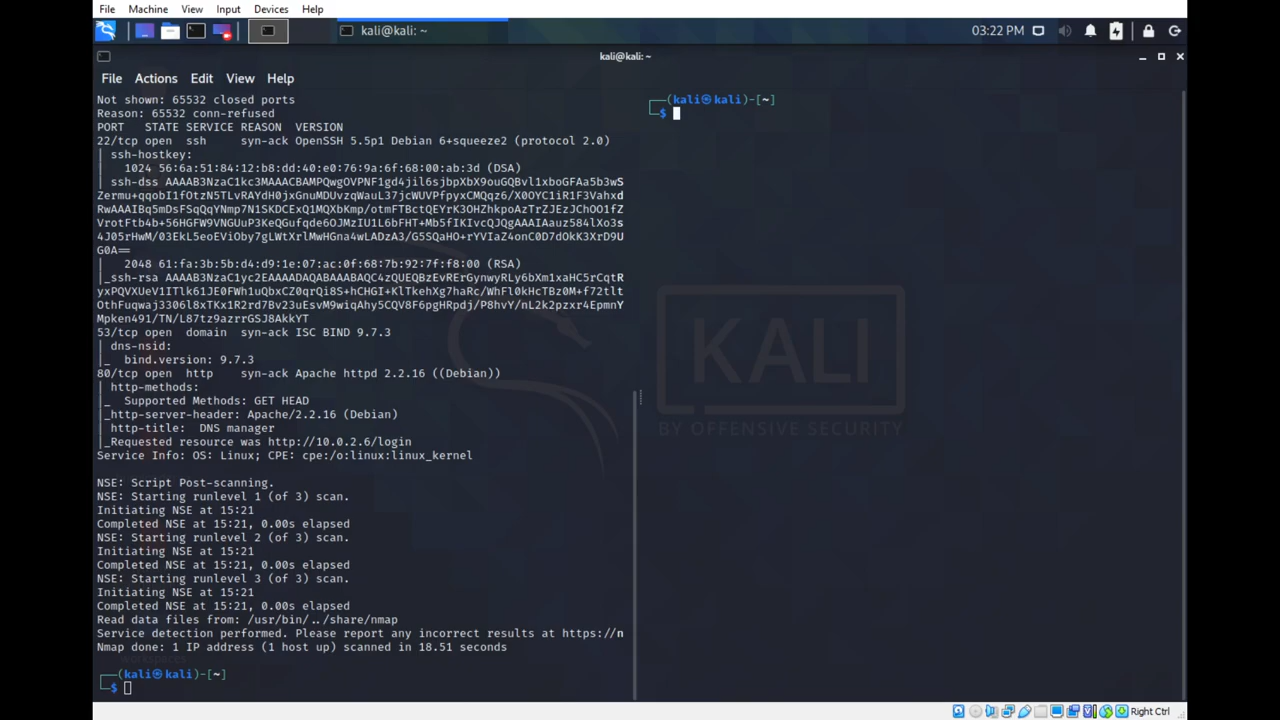 File Machine View Input Devices Help
kali@kali: ~
03:22 PM
kali@kali: ~
File Actions Edit View Help
Not shown: 65532 closed ports
Reason: 65532 conn-refused
PORT STATE SERVICE REASON VERSION
22/tcp open ssh syn-ack OpenSSH 5.5p1 Debian 6+squeeze2 (protocol 2.0)
| ssh-hostkey:
| 1024 56:6a:51:84:12:b8:dd:40:e0:76:9a:6f:68:00:ab:3d (DSA)
| ssh-dss AAAAB3NzaC1kc3MAAACBAMPQwgOVPNF1gd4jil6sjbpXbX9ouGQBvl1xboGFAa5b3wS
Zermu+qqobI1fOtzN5TLvRAYdH0jxGnuMDUvzqWauL37jcWUVPfpyxCMQqz6/X0OYC1iR1F3Vahxd
RwAAAIBq5mDsFSqQqYNmp7N1SKDCExQ1MQXbKmp/otmFTBctQEYrK3OHZhkpoAzTrZJEzJChOO1fZ
VrotFtb4b+56HGFW9VNGUuP3KeQGufqde6OJMzIU1L6bFHT+Mb5fIKIvcQJQgAAAIAauz584lXo3s
4J05rHwM/03EkL5eoEViOby7gLWtXrlMwHGna4wLADzA3/G5SQaHO+rYVIaZ4onC0D7dOkK3XrD9U
G0A==
| 2048 61:fa:3b:5b:d4:d9:1e:07:ac:0f:68:7b:92:7f:f8:00 (RSA)
|_ssh-rsa AAAAB3NzaC1yc2EAAAADAQABAAABAQC4zQUEQBzEvRErGynwyRLy6bXm1xaHC5rCqtR
yxPQVXUeV1ITlk61JE0FWh1uQbxCZ0qrQi8S+hCHGI+KlTkehXg7haRc/WhFl0kHcTBz0M+f72tlt
OthFuqwaj3306l8xTKx1R2rd7Bv23uEsvM9wiqAhy5CQV8F6pgHRpdj/P8hvY/nL2k2pzxr4EpmnY
Mpken491/TN/L87tz9azrrGSJ8AkkYT
53/tcp open domain syn-ack ISC BIND 9.7.3
| dns-nsid:
|_ bind.version: 9.7.3
80/tcp open http syn-ack Apache httpd 2.2.16 ((Debian))
| http-methods:
|_ Supported Methods: GET HEAD
|_http-server-header: Apache/2.2.16 (Debian)
| http-title: DNS manager
|_Requested resource was http://10.0.2.6/login
Service Info: OS: Linux; CPE: cpe:/o:linux:linux_kernel
NSE: Script Post-scanning.
NSE: Starting runlevel 1 (of 3) scan.
Initiating NSE at 15:21
Completed NSE at 15:21, 0.00s elapsed
NSE: Starting runlevel 2 (of 3) scan.
Initiating NSE at 15:21
Completed NSE at 15:21, 0.00s elapsed
NSE: Starting runlevel 3 (of 3) scan.
Initiating NSE at 15:21
Completed NSE at 15:21, 0.00s elapsed
Read data files from: /usr/bin/../share/nmap
Service detection performed. Please report any incorrect results at https://n
Nmap done: 1 IP address (1 host up) scanned in 18.51 seconds
(kali㉿kali)-[~]
$
(kali㉿kali)-[~]
$
KALI
BY OFFENSIVE SECURITY
Right Ctrl